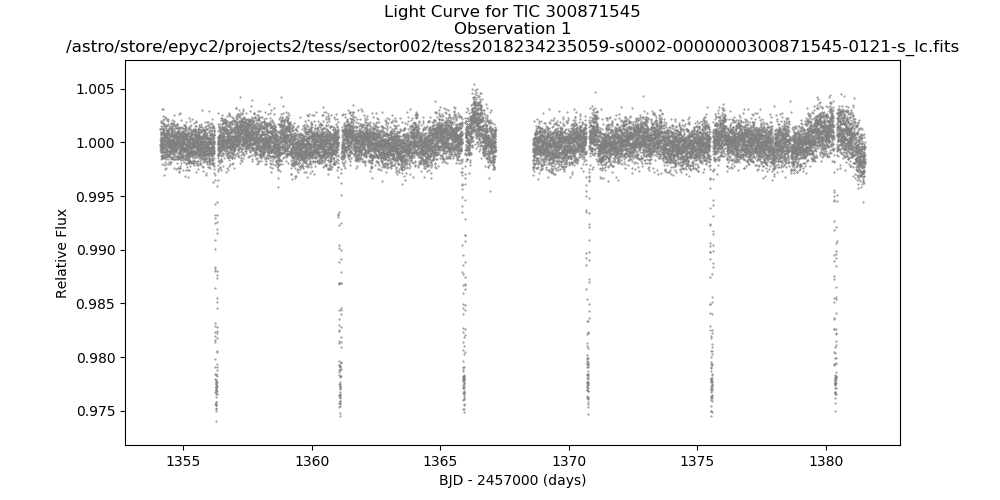 Light Curve for TIC 300871545
Observation 1
/astro/store/epyc2/projects2/tess/sector002/tess2018234235059-s0002-0000000300871545-0121-s_lc.fits
1.005
1.000
0.995
0.990
0.985
0.980
0.975
Relative Flux
1355
1360
1365
1370
1375
1380
BJD - 2457000 (days)